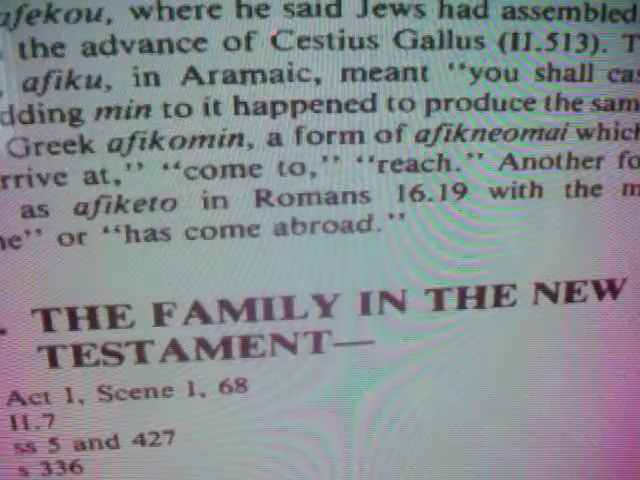 afekou, where he said Jews had assembled
the advance of Cestius Gallus (II.513). T
afiku, in Aramaic, meant "you shall ca
dding min to it happened to produce the sam
Greek afikomin, a form of afikneomai which
rrive at," "come to," "reach." Another fo
as afiketo in Romans 16.19 with the m
ne" or "has come abroad."
. THE FAMILY IN THE NEW
TESTAMENT—
Act 1, Scene 1, 68
II.7
ss 5 and 427
s 336